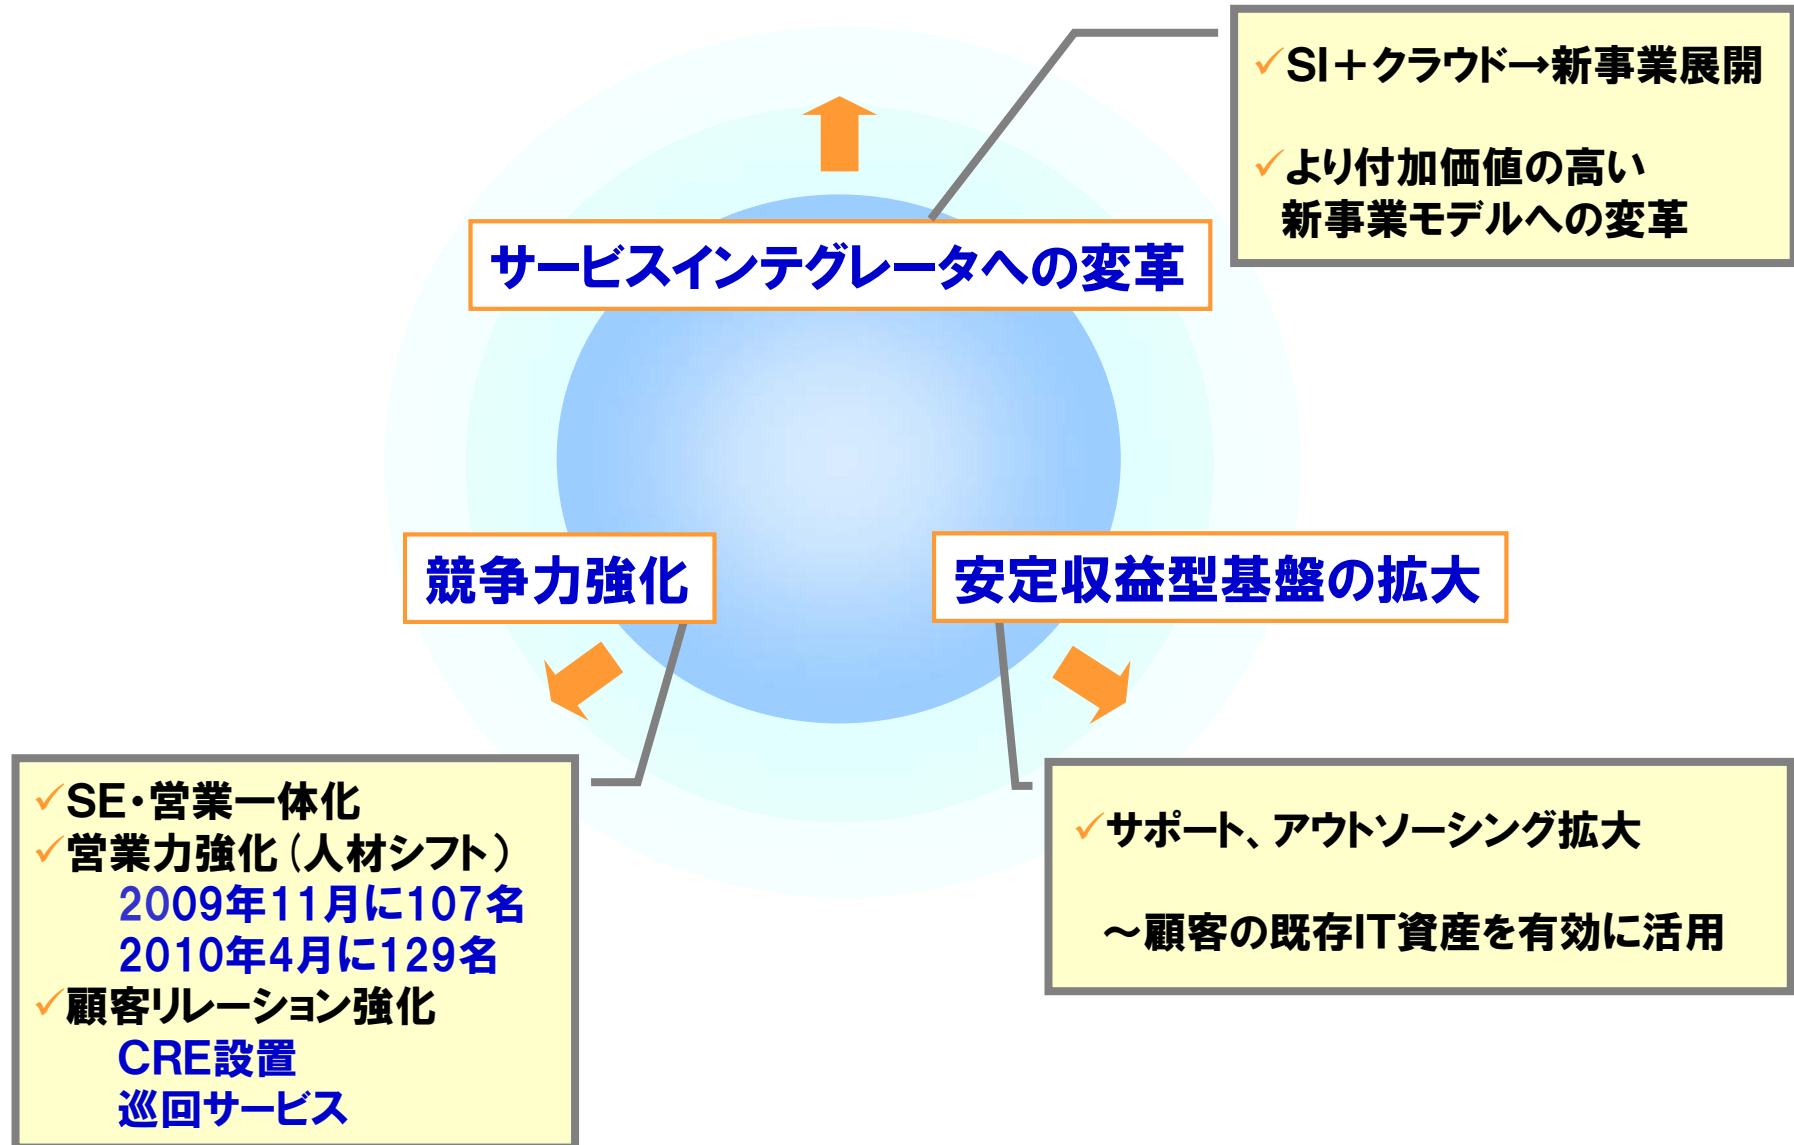 ✓SI＋クラウド→新事業展開
✓より付加価値の高い
新事業モデルへの変革
サービスインテグレータへの変革
競争力強化
安定収益型基盤の拡大
✓SE・営業一体化
✓営業力強化（人材シフト）
2009年11月に107名
2010年4月に129名
✓顧客リレーション強化
CRE設置
巡回サービス
✓サポート、アウトソーシング拡大
～顧客の既存IT資産を有効に活用